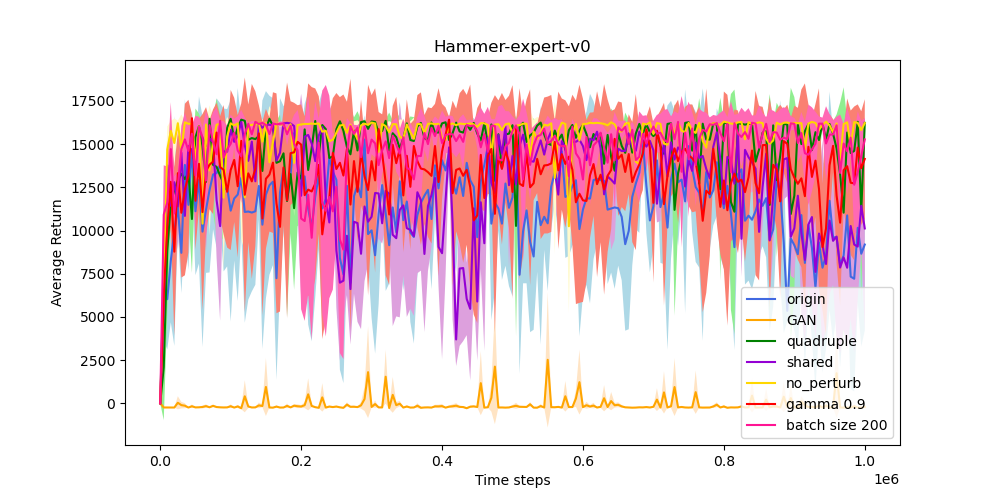 Hammer-expert-v0
Average Return
17500
15000
12500
10000
7500
5000
2500
0
origin
GAN
quadruple
shared
no_perturb
gamma 0.9
batch size 200
0.0
0.2
0.4
0.6
0.8
1.0
1e6
Time steps